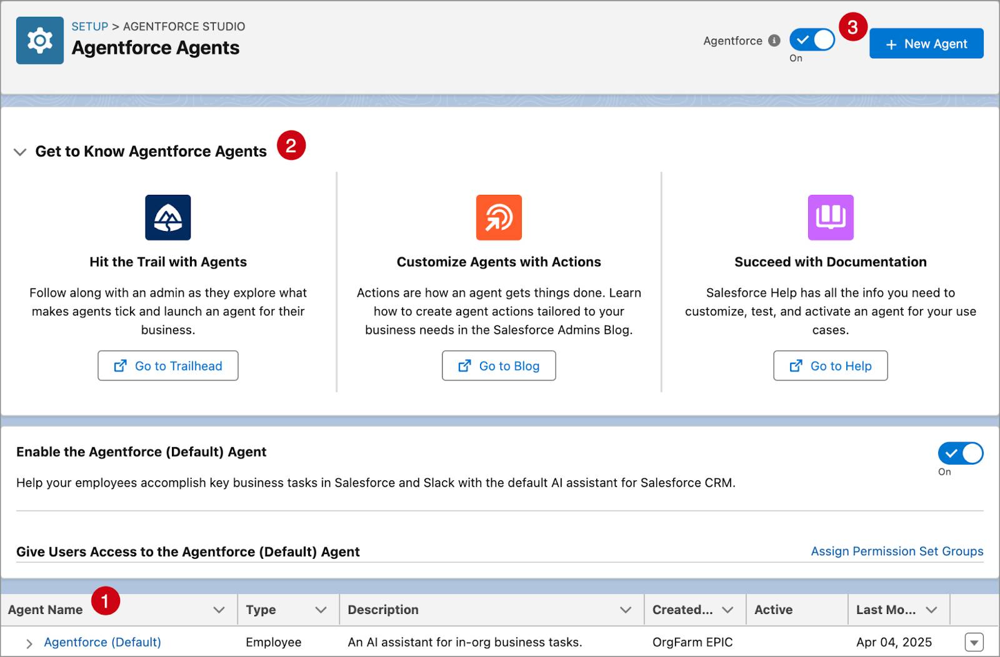 SETUP > AGENTFORCE STUDIO
Agentforce Agents
Agentforce
On
3
+ New Agent
Get to Know Agentforce Agents
2
Hit the Trail with Agents
Follow along with an admin as they explore what
makes agents tick and launch an agent for their
business.
Go to Trailhead
Customize Agents with Actions
Actions are how an agent gets things done. Learn
how to create agent actions tailored to your
business needs in the Salesforce Admins Blog.
Go to Blog
Succeed with Documentation
Salesforce Help has all the info you need to
customize, test, and activate an agent for your use
cases.
Go to Help
Enable the Agentforce (Default) Agent
On
Help your employees accomplish key business tasks in Salesforce and Slack with the default AI assistant for Salesforce CRM.
Give Users Access to the Agentforce (Default) Agent
Assign Permission Set Groups
Agent Name 1 Type Description Created... Active Last Mo...
Agentforce (Default) Employee An AI assistant for in-org business tasks. OrgFarm EPIC Apr 04, 2025